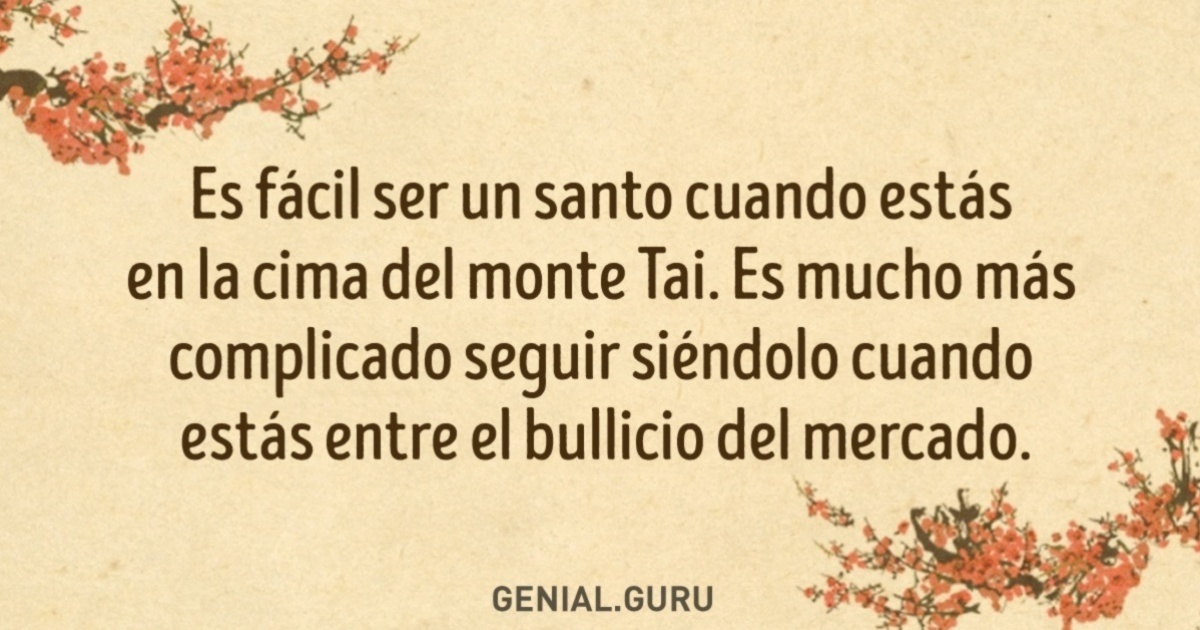 Es fácil ser un santo cuando estás
en la cima del monte Tai. Es mucho más
complicado seguir siéndolo cuando
estás entre el bullicio del mercado.
GENIAL.GURU